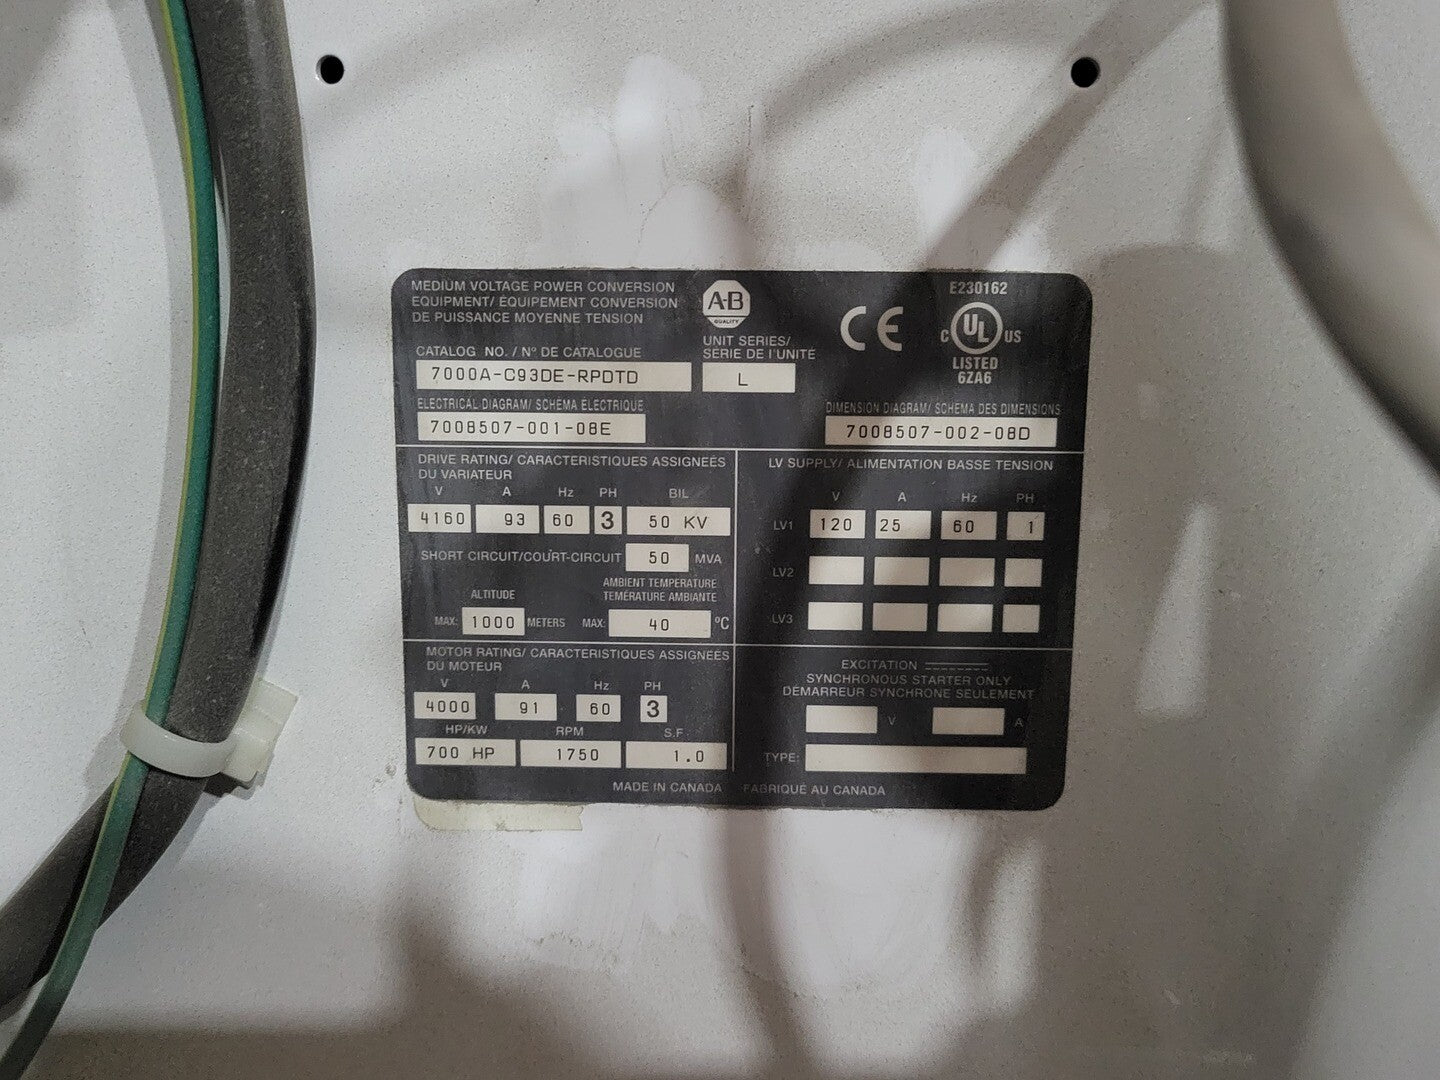 MEDIUM VOLTAGE POWER CONVERSION
EQUIPMENT/ ÉQUIPEMENT CONVERSION
DE PUISSANCE MOYENNE TENSION
A-B
QUALITY
E230162
CE
C UL US
LISTED
6ZA6
UNIT SERIES/
SÉRIE DE L'UNITÉ
L
CATALOG NO. / Nº DE CATALOGUE
7000A-C93DE-RPDTD
ELECTRICAL DIAGRAM/ SCHÉMA ÉLECTRIQUE
7008507-001-08E
DIMENSION DIAGRAM/ SCHÉMA DES DIMENSIONS
7008507-002-08D
DRIVE RATING/ CARACTÉRISTIQUES ASSIGNÉES
DU VARIATEUR
V A Hz PH BIL
4160 93 60 3 50 KV
SHORT CIRCUIT/COURT-CIRCUIT 50 MVA
AMBIENT TEMPERATURE
ALTITUDE TEMÉRATURE AMBIANTE
MAX: 1000 METERS MAX: 40 ºC
LV SUPPLY/ ALIMENTATION BASSE TENSION
V A Hz PH
LV1 120 25 60 1
LV2
LV3
MOTOR RATING/ CARACTÉRISTIQUES ASSIGNÉES
DU MOTEUR
V A Hz PH
4000 91 60 3
HP/KW RPM S.F.
700 HP 1750 1.0
EXCITATION
SYNCHRONOUS STARTER ONLY
DÉMARREUR SYNCHRONE SEULEMENT
V A
TYPE:
MADE IN CANADA FABRIQUÉ AU CANADA